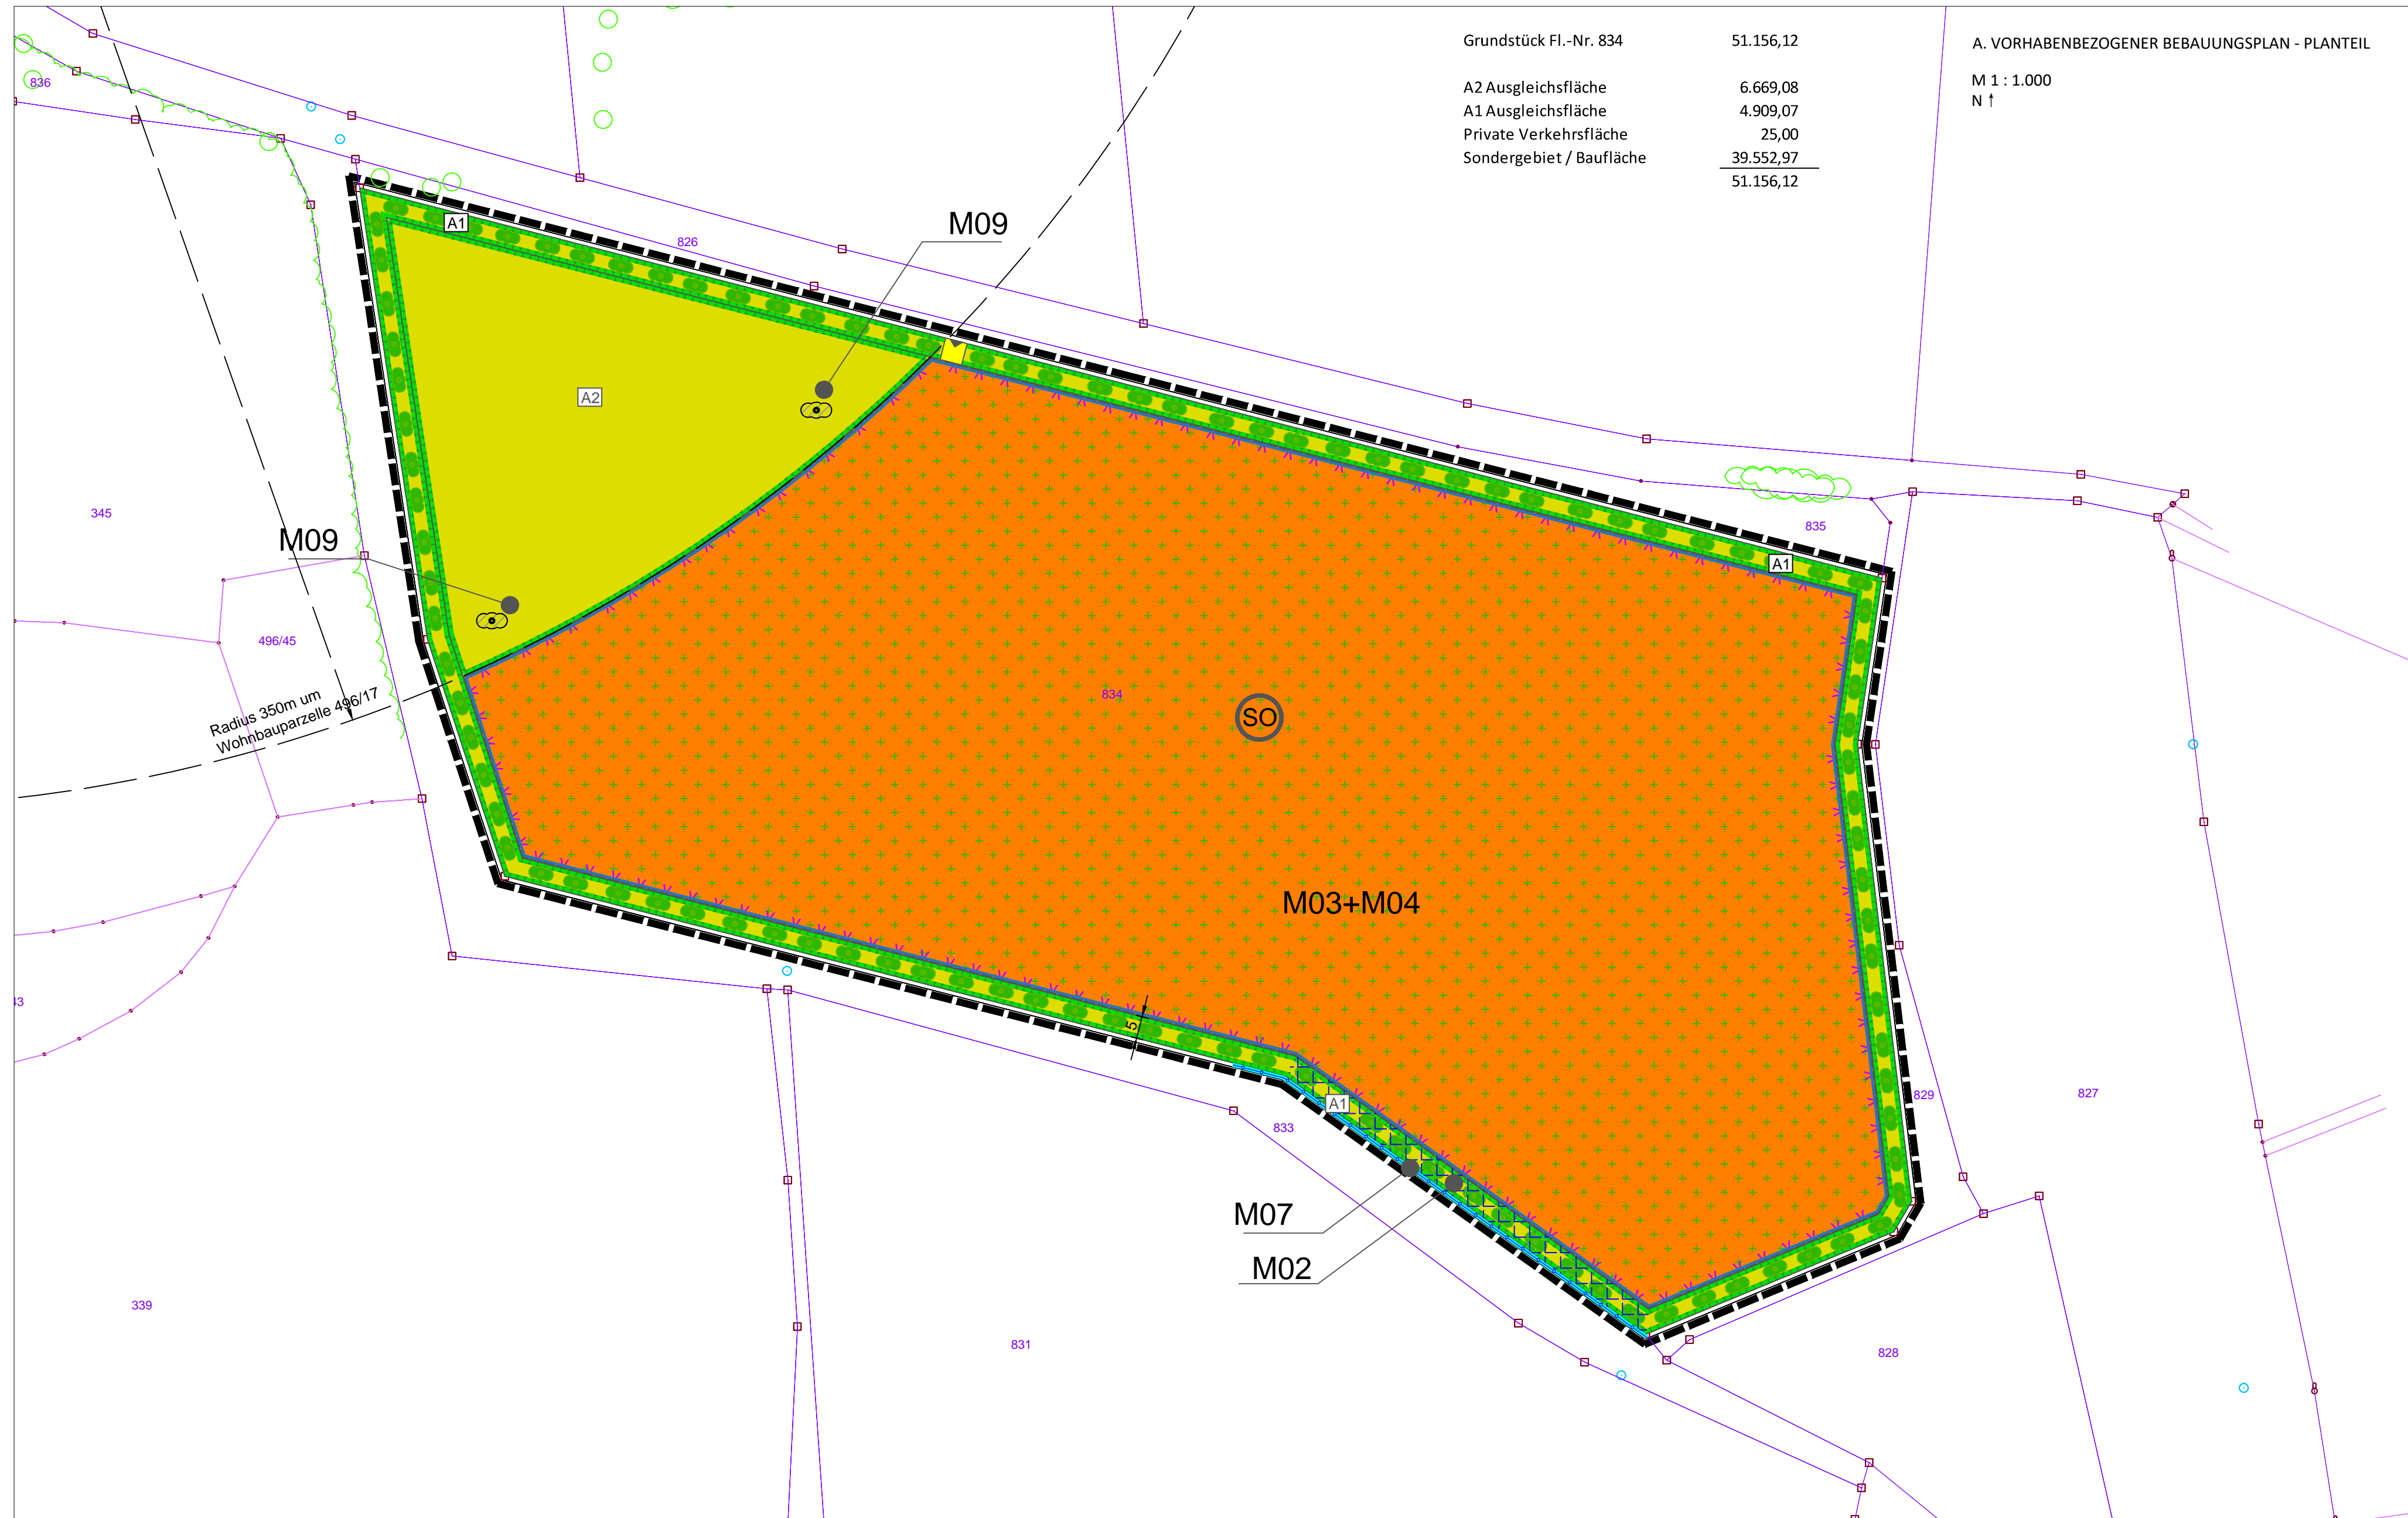 Grundstück Fl.-Nr. 834 51.156,12
A. VORHABENBEZOGENER BEBAUUNGSPLAN - PLANTEIL
M 1 : 1.000
N
A2 Ausgleichsfläche 6.669,08
A1 Ausgleichsfläche 4.909,07
Private Verkehrsfläche 25,00
Sondergebiet / Baufläche 39.552,97
51.156,12
836
A1
M09
826
A2
345
835
M09
A1
496/45
834
Radius 350m um
Wohnbauparzelle 496/17
SO
M03+M04
5
829
827
A1
833
M07
M02
339
831
828